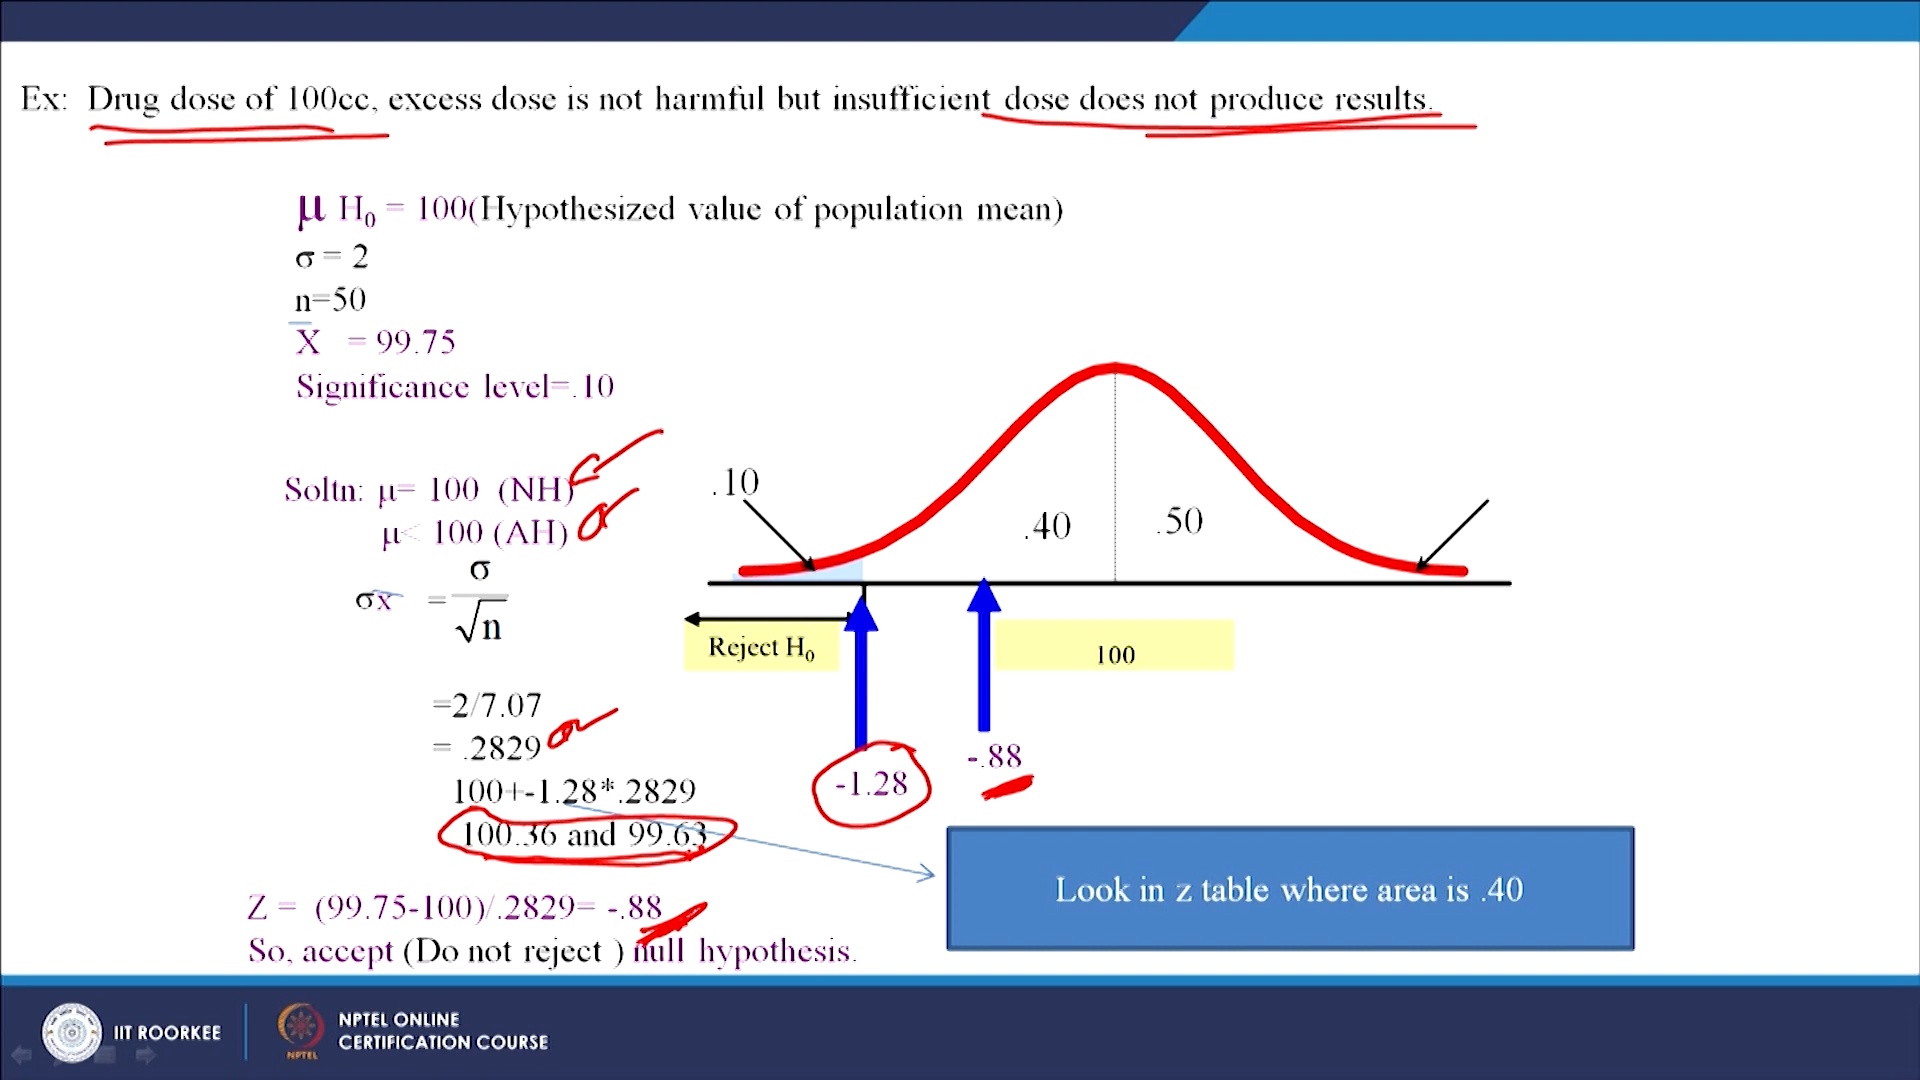 Ex: Drug dose of 100cc, excess dose is not harmful but insufficient dose does not produce results.
μ H₀ = 100(Hypothesized value of population mean)
σ = 2
n=50
X̅ = 99.75
Significance level=.10
Soltn: μ= 100 (NH)
μ< 100 (AH)
σx̅ = σ/√n
=2/7.07
= .2829
100+-1.28*.2829
100.36 and 99.63
Z = (99.75-100)/.2829= -.88
So, accept (Do not reject ) null hypothesis.
.10
.40
.50
Reject H₀
100
-1.28
-.88
Look in z table where area is .40
IIT ROORKEE
NPTEL
NPTEL ONLINE
CERTIFICATION COURSE